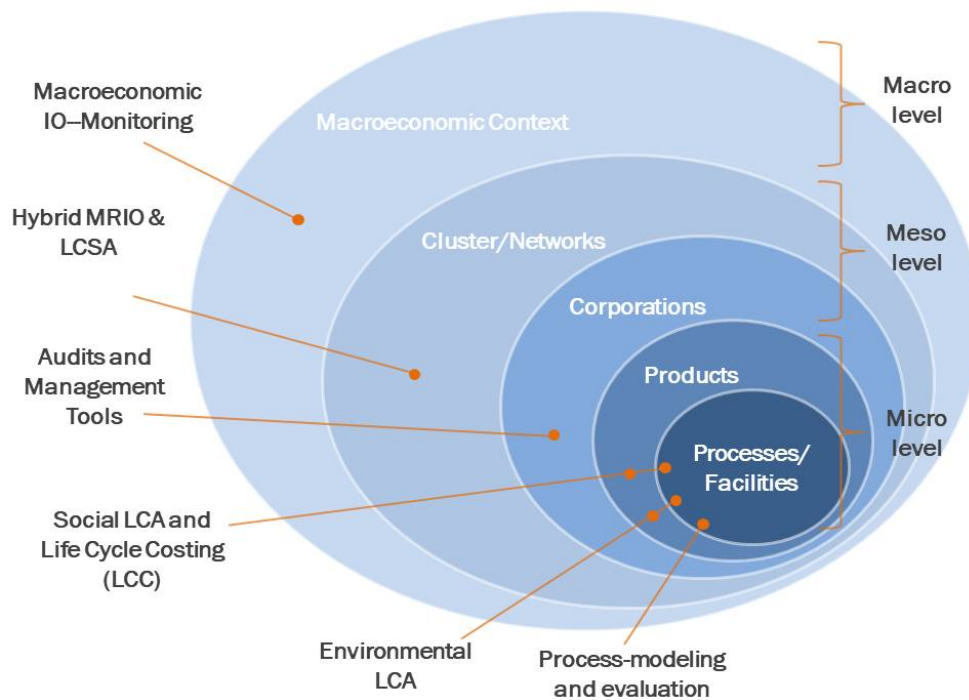 Macroeconomic
IO--Monitoring
Macroeconomic Context
Macro
level
Hybrid MRIO &
LCSA
Cluster/Networks
Meso
level
Corporations
Audits and
Management
Tools
Products
Micro
level
Processes/
Facilities
Social LCA and
Life Cycle Costing
(LCC)
Environmental
LCA
Process-modeling
and evaluation